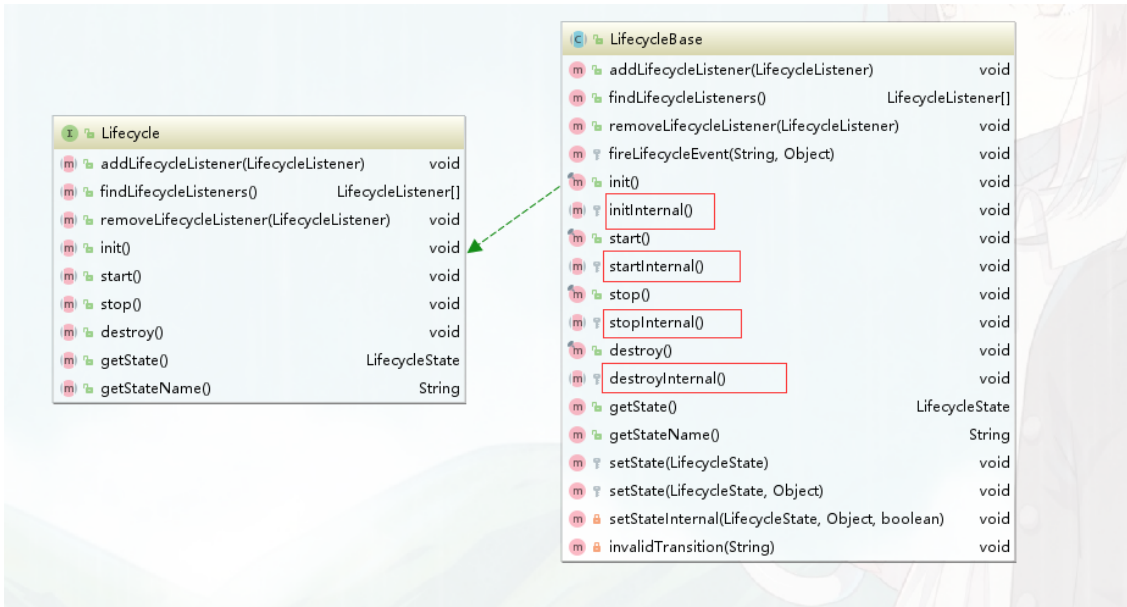 Lifecycle
addLifecycleListener(LifecycleListener) void
findLifecycleListeners() LifecycleListener[]
removeLifecycleListener(LifecycleListener) void
init() void
start() void
stop() void
destroy() void
getState() LifecycleState
getStateName() String
LifecycleBase
addLifecycleListener(LifecycleListener) void
findLifecycleListeners() LifecycleListener[]
removeLifecycleListener(LifecycleListener) void
fireLifecycleEvent(String, Object) void
init() void
initInternal() void
start() void
startInternal() void
stop() void
stopInternal() void
destroy() void
destroyInternal() void
getState() LifecycleState
getStateName() String
setState(LifecycleState) void
setState(LifecycleState, Object) void
setStateInternal(LifecycleState, Object, boolean) void
invalidTransition(String) void